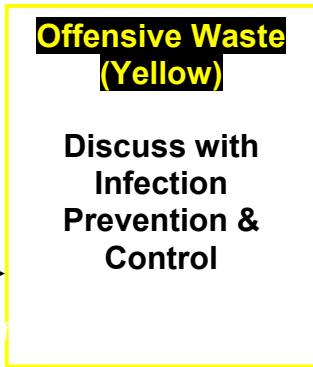 Offensive Waste
(Yellow)
Discuss with
Infection
Prevention &
Control